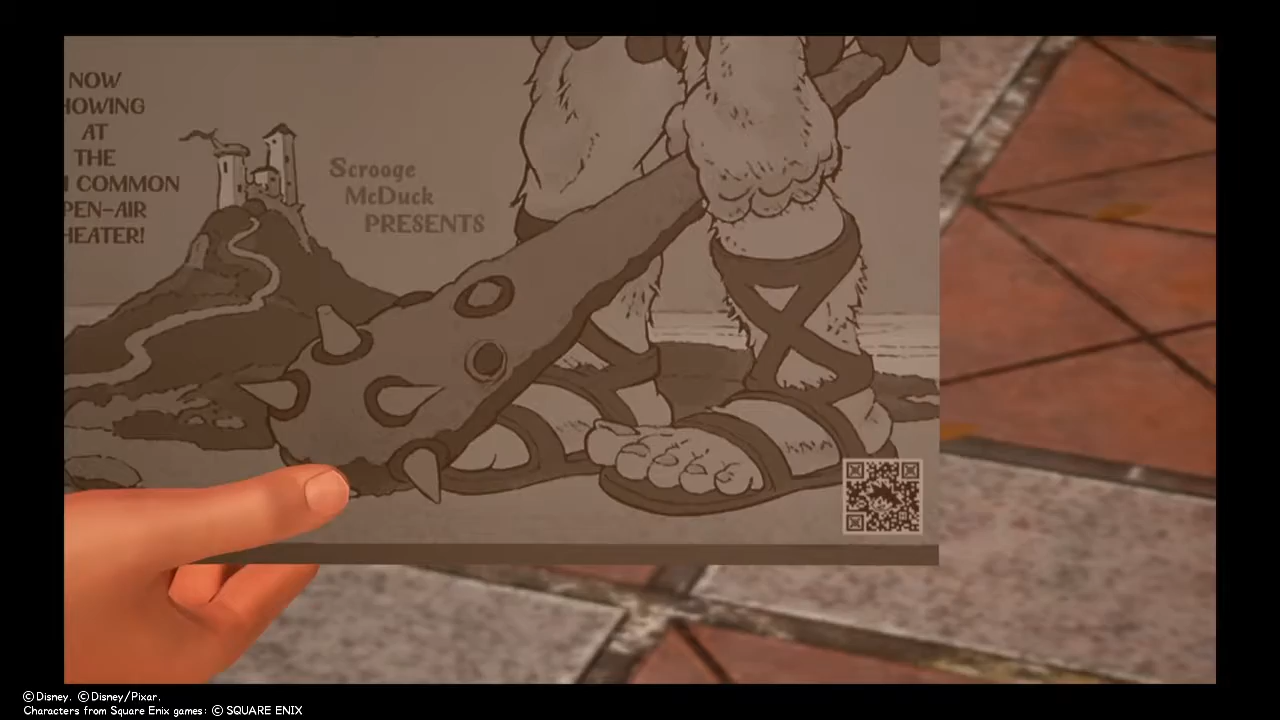 NOW
HOWING
AT
THE
COMMON
PEN-AIR
HEATER!
Scrooge
McDuck
PRESENTS
©Disney. ©Disney/Pixar.
Characters from Square Enix games: © SQUARE ENIX